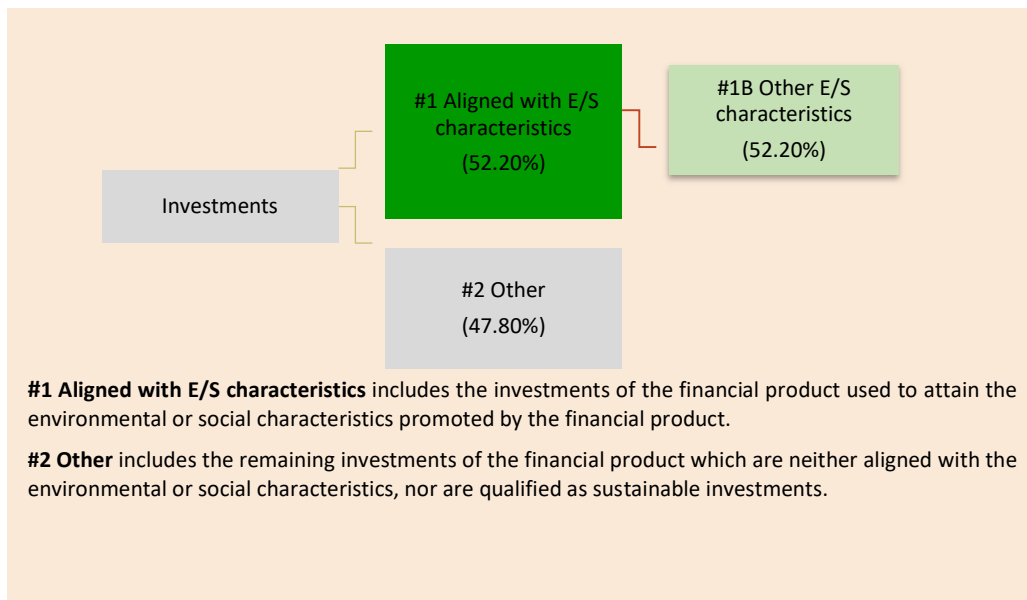 #1 Aligned with E/S
characteristics
(52.20%)
#1B Other E/S
characteristics
(52.20%)
Investments
#2 Other
(47.80%)
#1 Aligned with E/S characteristics includes the investments of the financial product used to attain the
environmental or social characteristics promoted by the financial product.
#2 Other includes the remaining investments of the financial product which are neither aligned with the
environmental or social characteristics, nor are qualified as sustainable investments.